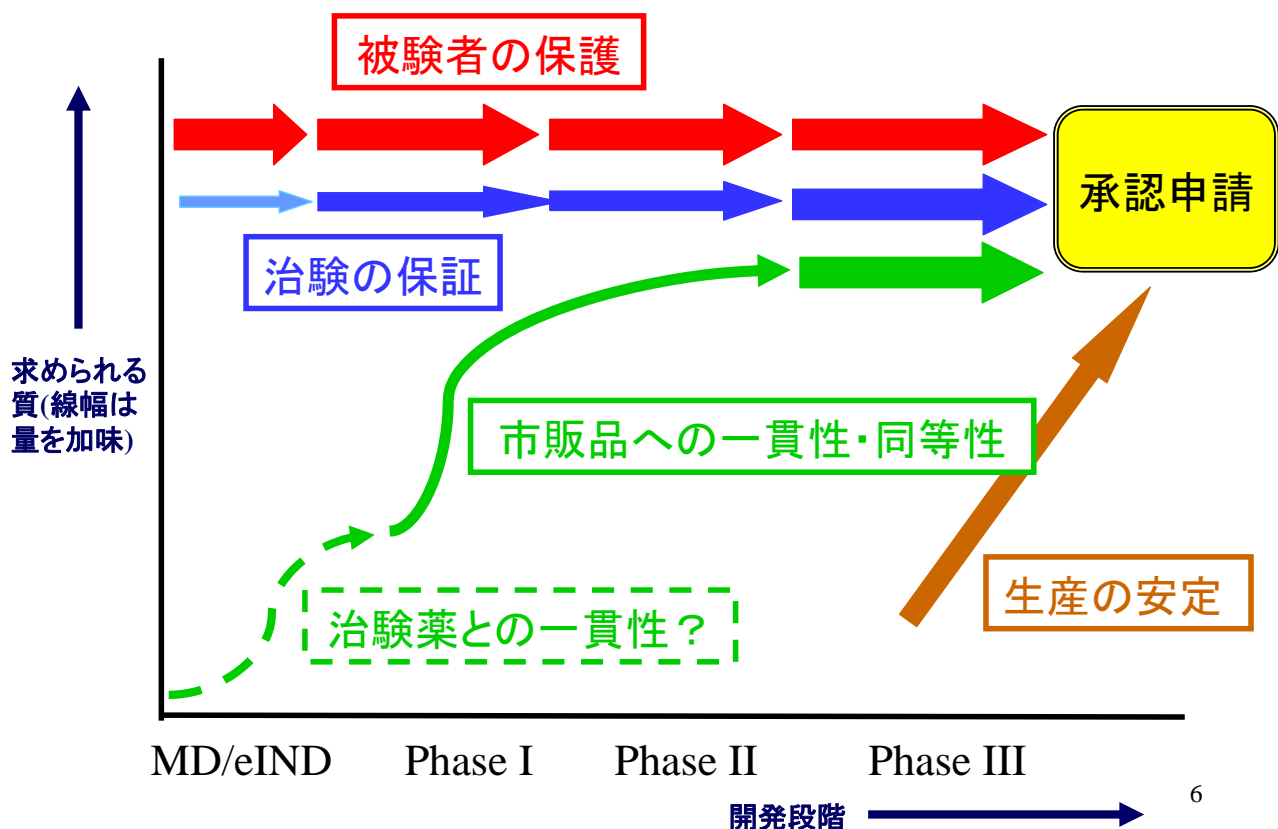 被験者の保護
承認申請
治験の保証
求められる
質(線幅は
量を加味)
市販品への一貫性・同等性
生産の安定
治験薬との一貫性？
MD/eIND Phase I Phase II Phase III
開発段階
6